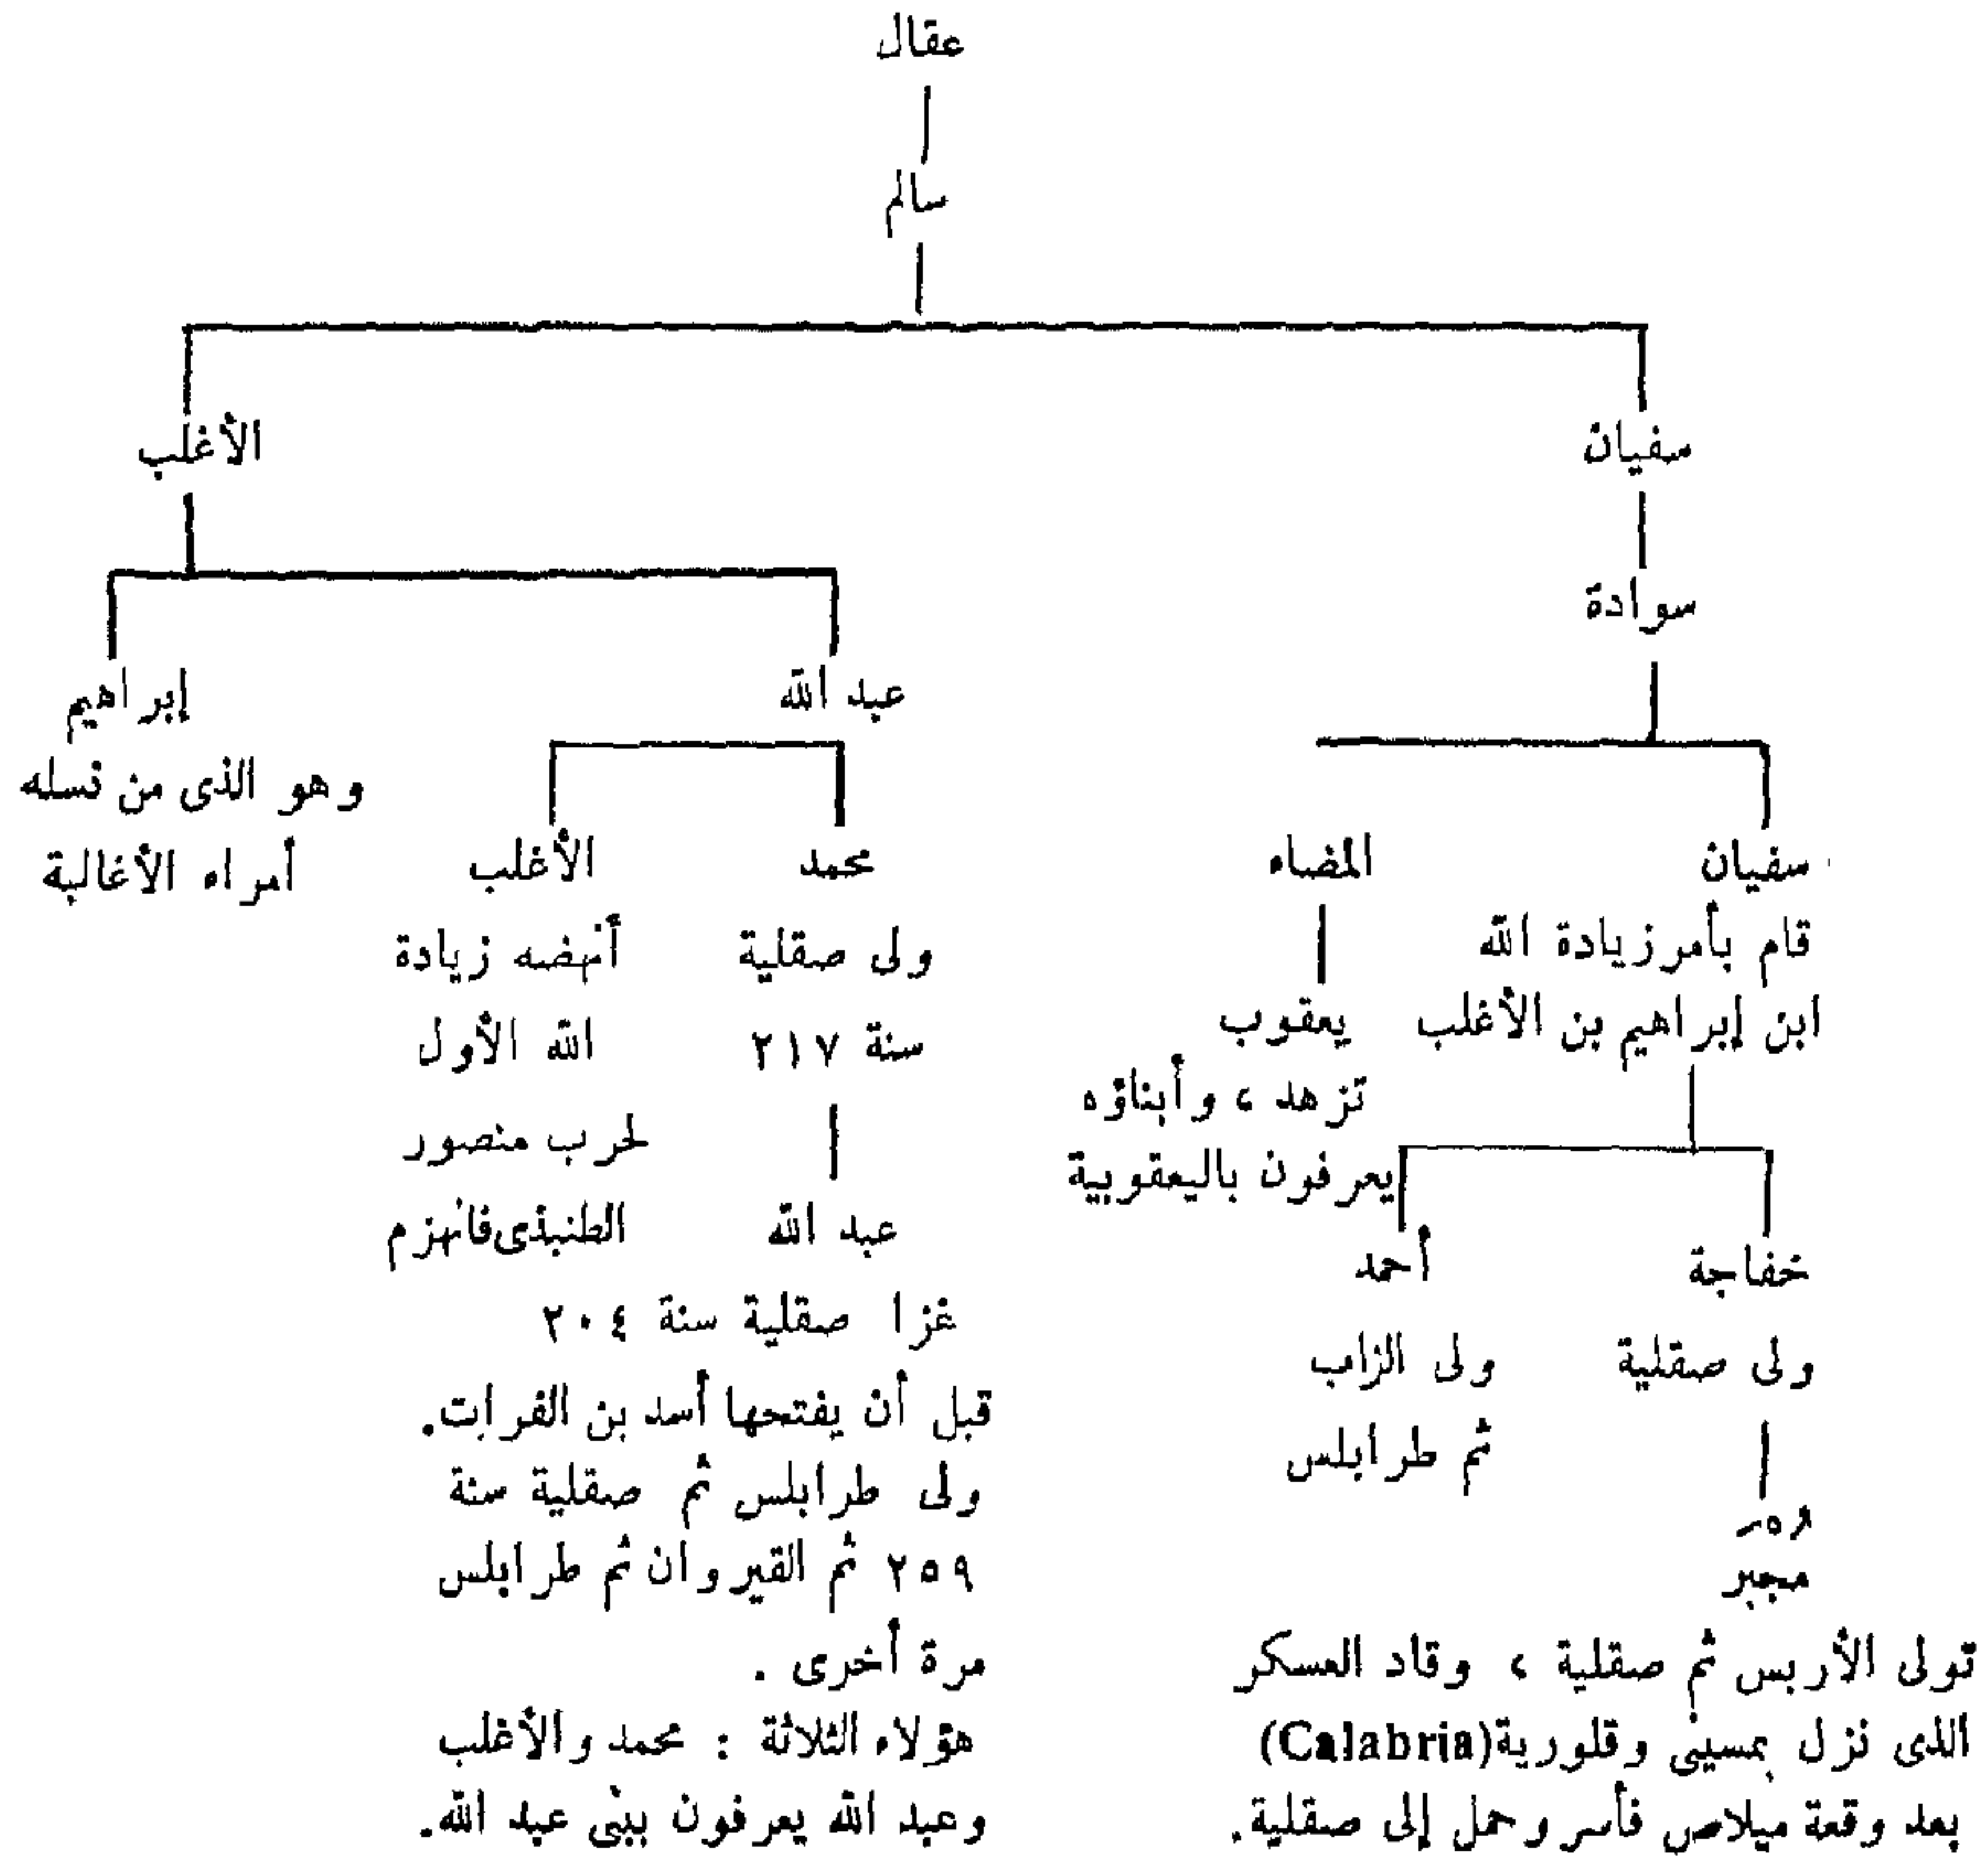 عقال
سالم
سفيان
سوادة
سفيان
قام بأمر زيادة الله
ابن إبراهيم بن الأغلب
خفاجة
ولى صقلية
مجبر
تولى الأربس ثم صقلية ، وقاد العسكر
الذى نزل بمسينى وقلورية (Calabria)
بعد وقعة ميلاص فأسر وحمل إلى صقلية.
أحمد
ولى الزاب
ثم طرابلس
المضاء
يعقوب
تزهد ، وأبناؤه
يعرفون باليعقوبية
الأغلب
عبد الله
محمد
ولى صقلية
سنة ٢١٧
عبد الله
غزا صقلية سنة ٢٠٤
قبل أن يفتحها أسد بن الفرات.
ولى طرابلس ثم صقلية سنة
٢٥٩ ثم القيروان ثم طرابلس
مرة أخرى .
هؤلاء الثلاثة : محمد والأغلب
وعبد الله يعرفون ببنى عبد الله.
الأغلب
أنهضه زيادة
الله الأول
لحرب منصور
الطنبذى فانهزم
إبراهيم
وهو الذى من نسله
أمراء الأغالبة